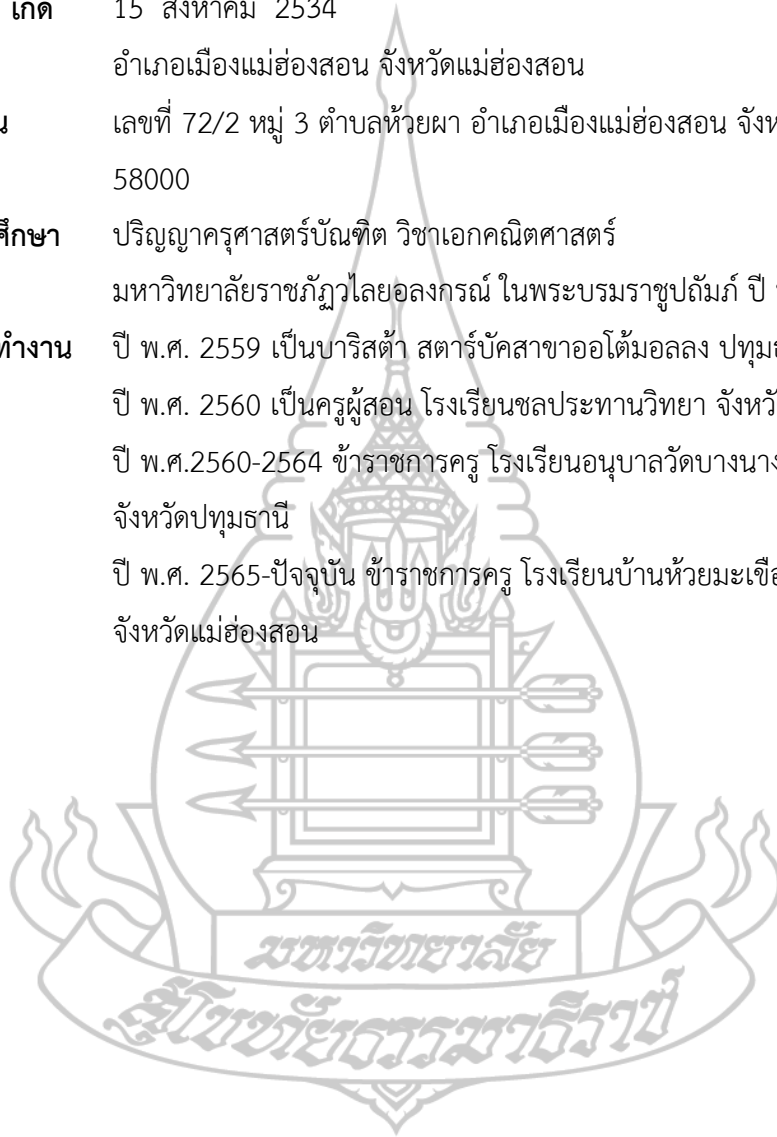 เกิด 15 สิงหาคม 2534
อำเภอเมืองแม่ฮ่องสอน จังหวัดแม่ฮ่องสอน
เลขที่ 72/2 หมู่ 3 ตำบลห้วยผา อำเภอเมืองแม่ฮ่องสอน
58000
ศึกษา ปริญญาครุศาสตร์บัณฑิต วิชาเอกคณิตศาสตร์
มหาวิทยาลัยราชภัฏวไลยอลงกรณ์ ในพระบรมราชูปถัมภ์ ปี
ทำงาน ปี พ.ศ. 2559 เป็นบาริสต้า สตาร์บัคสาขาออโต้มอลลง
ปี พ.ศ. 2560 เป็นครูผู้สอน โรงเรียนชลประทานวิทยา
ปี พ.ศ.2560-2564 ข้าราชการครู โรงเรียนอนุบาลวัดบางนาง
จังหวัดปทุมธานี
ปี พ.ศ. 2565-ปัจจุบัน ข้าราชการครู โรงเรียนบ้านห้วยมะเขือ
จังหวัดแม่ฮ่องสอน
มหาวิทยาลัย
สุโขทัยธรรมาธิราช